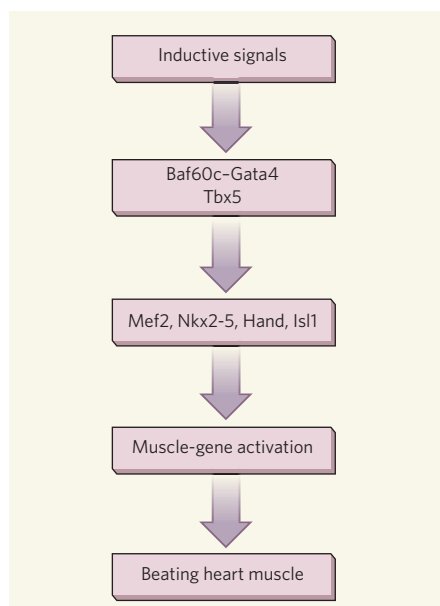 Inductive signals
Baf60c–Gata4
Tbx5
Mef2, Nkx2-5, Hand, Isl1
Muscle-gene activation
Beating heart muscle